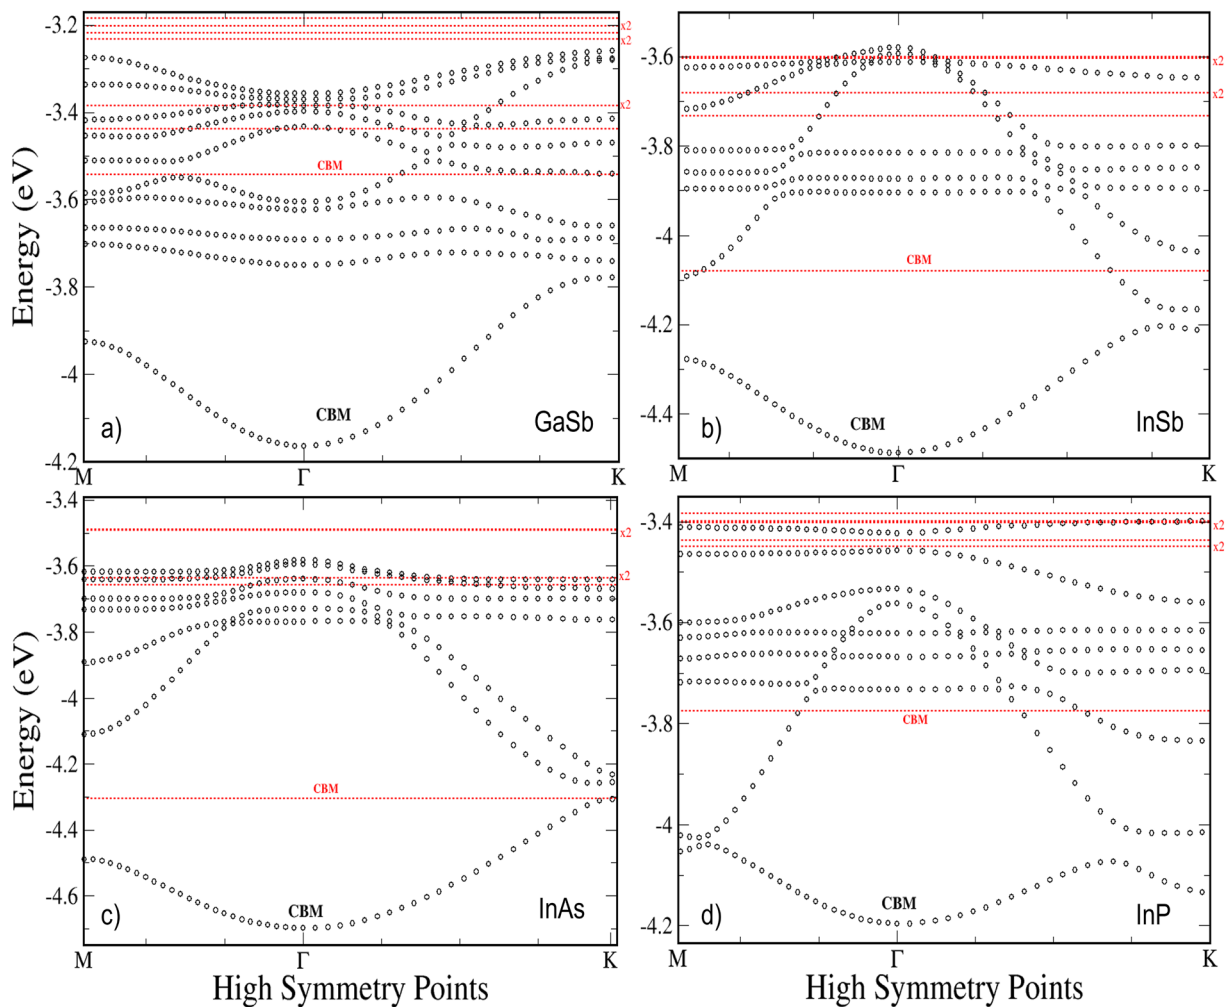 -3.2
x2
x2
-3.4
x2
CBM
-3.6
Energy (eV)
-3.8
-4
CBM
a)
GaSb
-4.2
M
Γ
K
-3.6
x2
x2
-3.8
-4
CBM
-4.2
-4.4
CBM
b)
InSb
M
Γ
K
-3.4
x2
-3.6
x2
-3.8
Energy (eV)
-4
-4.2
CBM
-4.4
-4.6
CBM
c)
InAs
M
Γ
K
High Symmetry Points
-3.4
x2
x2
-3.6
-3.8
CBM
-4
CBM
d)
InP
-4.2
M
Γ
K
High Symmetry Points